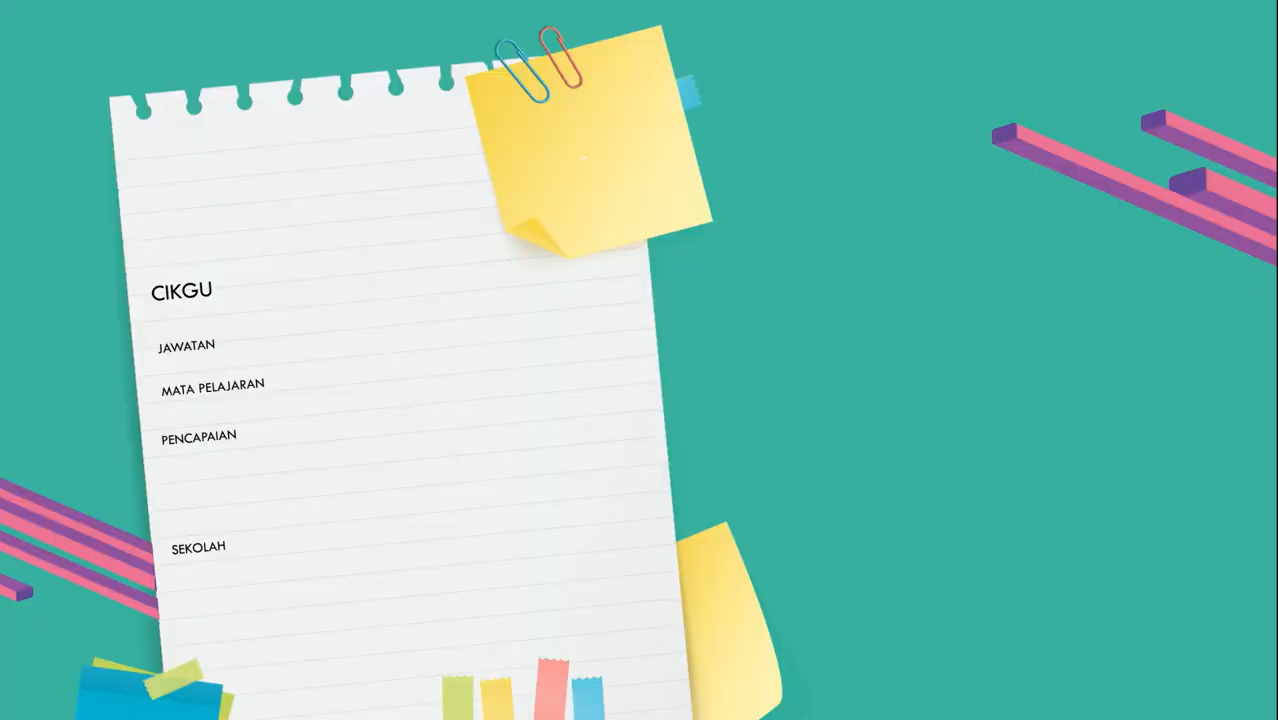 CIKGU
JAWATAN
MATA PELAJARAN
PENCAPAIAN
SEKOLAH